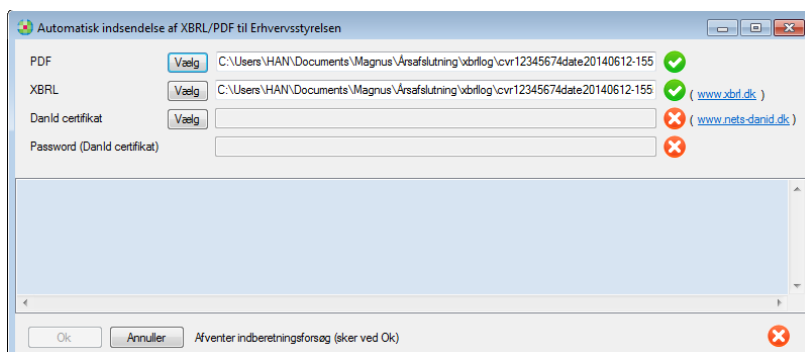 Automatisk indsendelse af XBRL/PDF til Erhvervsstyrelsen
PDF Vælg C:\Users\HAN\Documents\Magnus\Årsafslutning\xbrllog\cvr12345674date20140612-155
XBRL Vælg C:\Users\HAN\Documents\Magnus\Årsafslutning\xbrllog\cvr12345674date20140612-155 ( www.xbrl.dk )
DanId certifikat Vælg ( www.nets-danid.dk )
Password (DanId certifikat)
Ok Annuller Afventer indberetningforsøg (sker ved Ok)